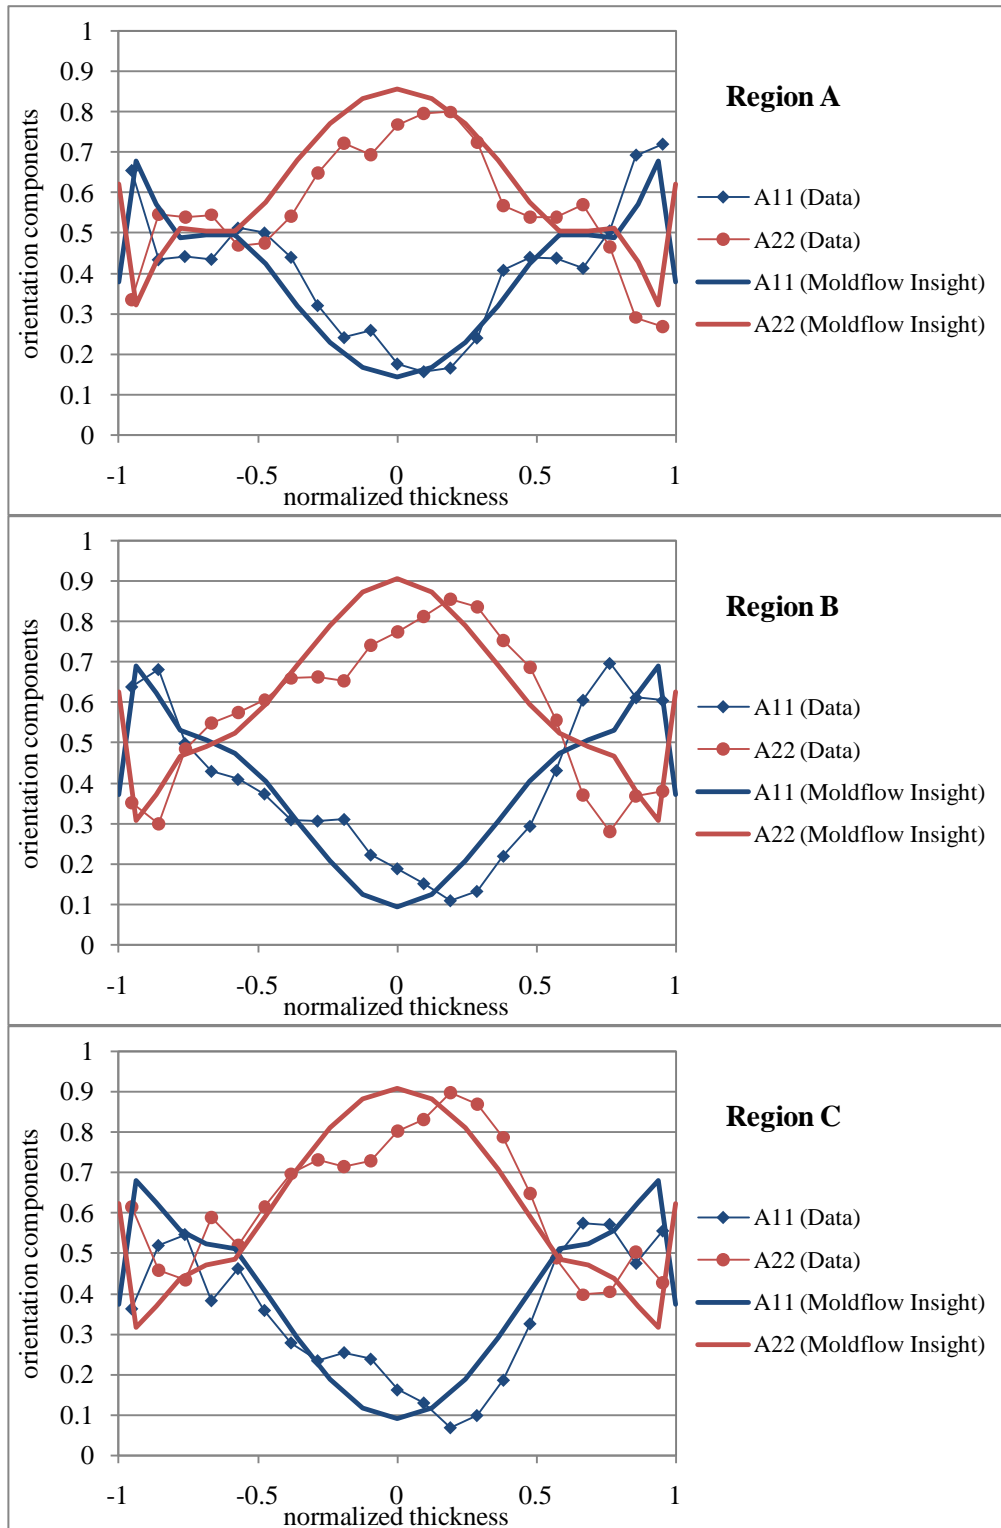 1
0.9
0.8
0.7
0.6
0.5
0.4
0.3
0.2
0.1
0
orientation components
-1
-0.5
0
0.5
1
normalized thickness
Region A
A11 (Data)
A22 (Data)
A11 (Moldflow Insight)
A22 (Moldflow Insight)
1
0.9
0.8
0.7
0.6
0.5
0.4
0.3
0.2
0.1
0
orientation components
-1
-0.5
0
0.5
1
normalized thickness
Region B
A11 (Data)
A22 (Data)
A11 (Moldflow Insight)
A22 (Moldflow Insight)
1
0.9
0.8
0.7
0.6
0.5
0.4
0.3
0.2
0.1
0
orientation components
-1
-0.5
0
0.5
1
normalized thickness
Region C
A11 (Data)
A22 (Data)
A11 (Moldflow Insight)
A22 (Moldflow Insight)